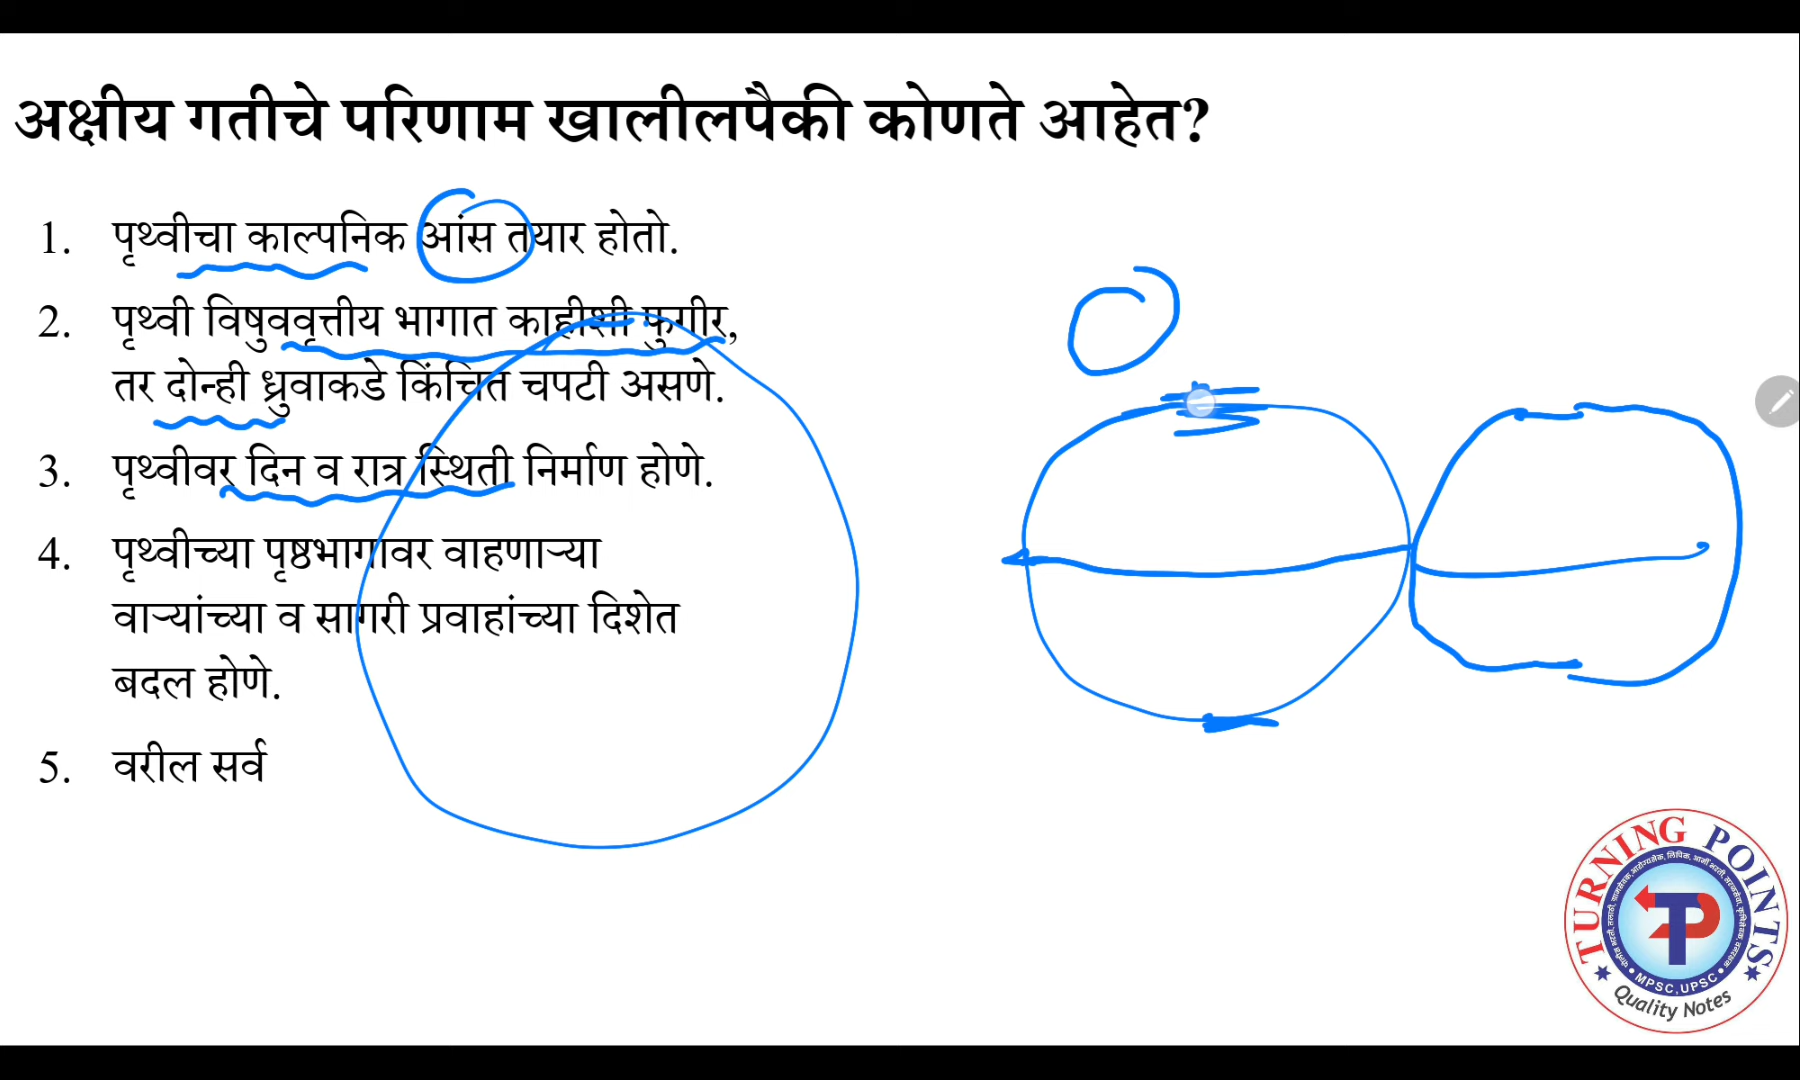 अक्षीय गतीचे परिणाम खालीलपैकी कोणते आहेत?
1. पृथ्वीचा काल्पनिक आंस तयार होतो.
2. पृथ्वी विषुववृत्तीय भागात काहीशी फुगीर,
तर दोन्ही ध्रुवाकडे किंचित चपटी असणे.
3. पृथ्वीवर दिन व रात्र स्थिती निर्माण होणे.
4. पृथ्वीच्या पृष्ठभागावर वाहणाऱ्या
वाऱ्यांच्या व सागरी प्रवाहांच्या दिशेत
बदल होणे.
5. वरील सर्व
TURNING POINTS
TP
MPSC, UPSC
Quality Notes